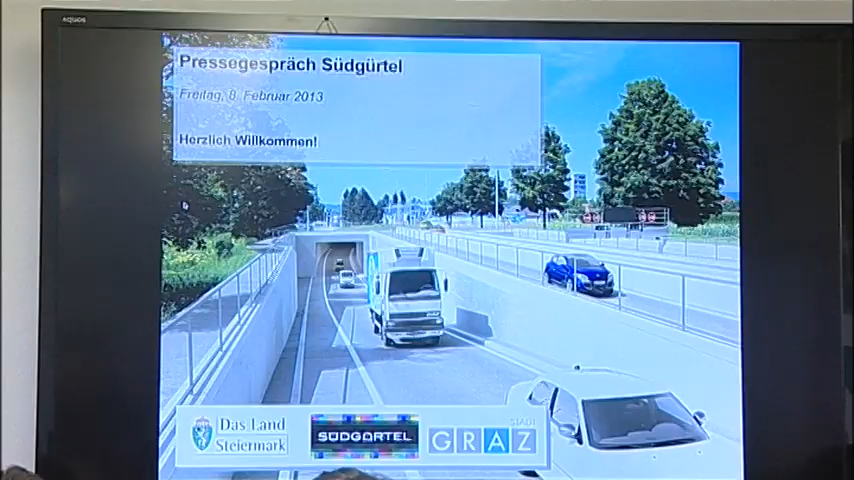 AQUOS
Pressegespräch Südgürtel
Freitag, 8. Februar 2013
Herzlich Willkommen!
Das Land
Steiermark
SÜDGÜRTEL
STADT
GRAZ